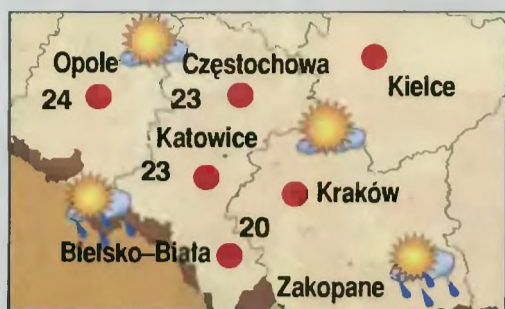 Opole
24
Częstochowa
23
Kielce
Katowice
23
Kraków
20
Bielsko–Biała
Zakopane